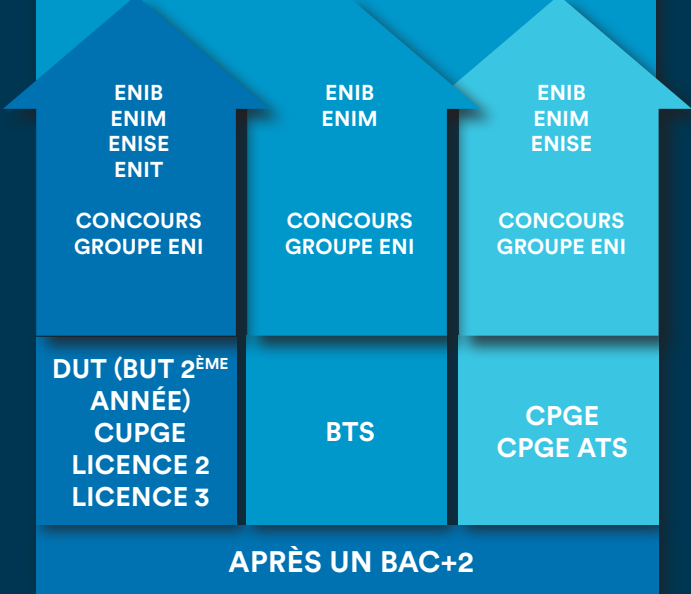 ENIB
ENIM
ENISE
ENIT
CONCOURS
GROUPE ENI
DUT (BUT 2ÈME
ANNÉE)
CUPGE
LICENCE 2
LICENCE 3
ENIB
ENIM
CONCOURS
GROUPE ENI
BTS
ENIB
ENIM
ENISE
CONCOURS
GROUPE ENI
CPGE
CPGE ATS
APRÈS UN BAC+2